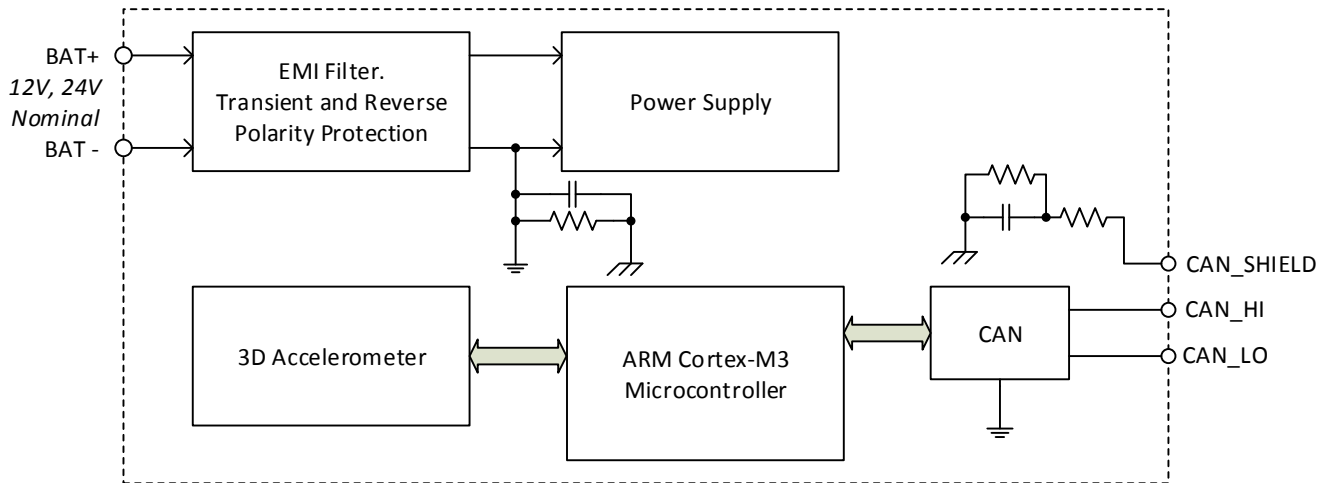 BAT+
12V, 24V
Nominal
BAT -
EMI Filter.
Transient and Reverse
Polarity Protection
Power Supply
CAN_SHIELD
CAN_HI
CAN_LO
3D Accelerometer
ARM Cortex-M3
Microcontroller
CAN